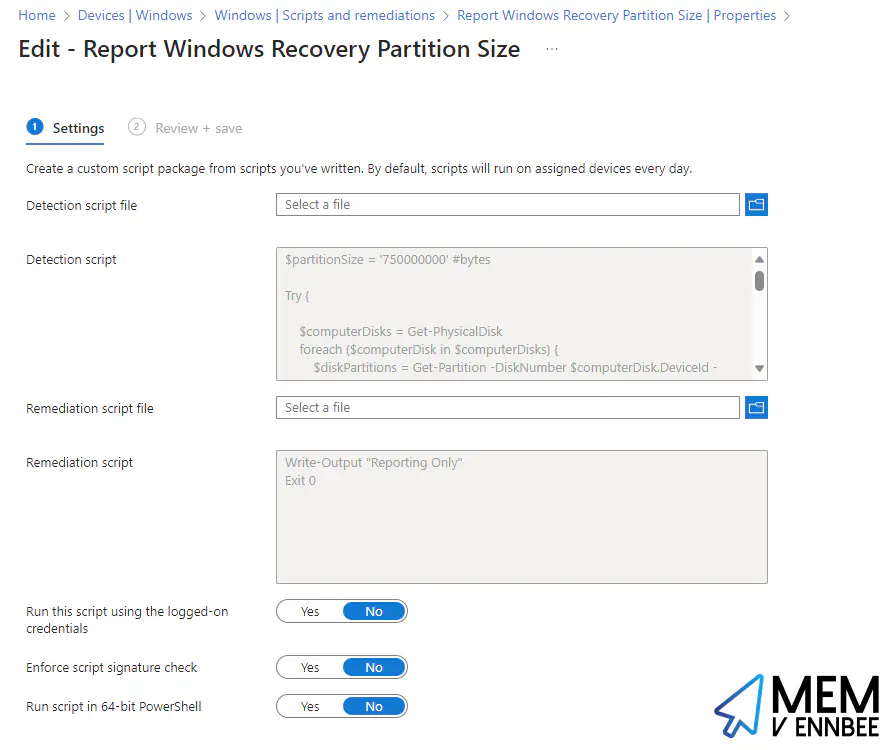 Home > Devices | Windows > Windows | Scripts and remediations > Report Windows Recovery Partition Size | Properties >
Edit - Report Windows Recovery Partition Size ...
1 Settings 2 Review + save
Create a custom script package from scripts you've written. By default, scripts will run on assigned devices every day.
Detection script file
Select a file
Detection script
$partitionSize = '750000000' #bytes
Try {
$computerDisks = Get-PhysicalDisk
foreach ($computerDisk in $computerDisks) {
$diskPartitions = Get-Partition -DiskNumber $computerDisk.DeviceId -
Remediation script file
Select a file
Remediation script
Write-Output "Reporting Only"
Exit 0
Run this script using the logged-on
credentials
Yes No
Enforce script signature check
Yes No
Run script in 64-bit PowerShell
Yes No
MEM
V ENNBEE